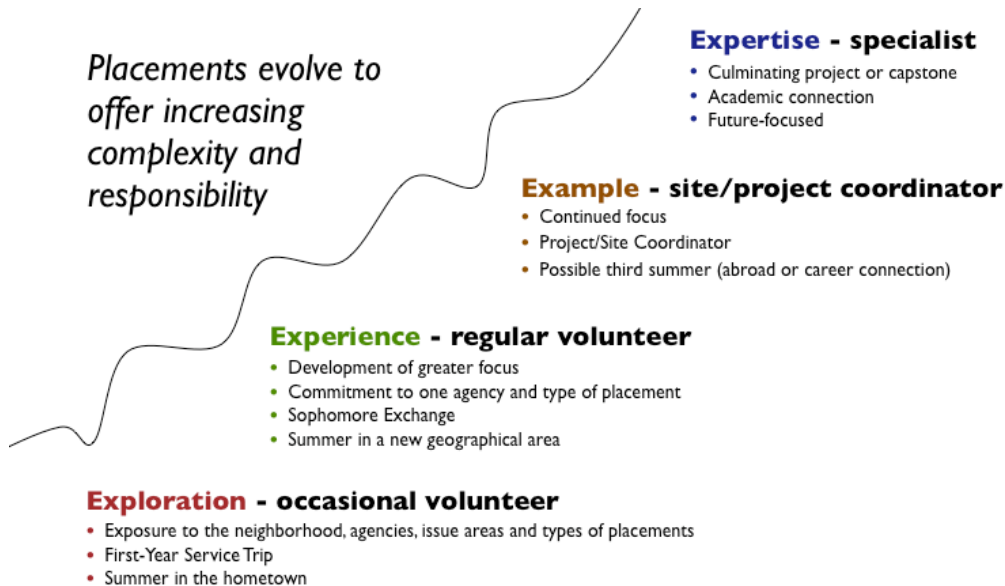 Placements evolve to
offer increasing
complexity and
responsibility
Expertise - specialist
• Culminating project or capstone
• Academic connection
• Future-focused
Example - site/project coordinator
• Continued focus
• Project/Site Coordinator
• Possible third summer (abroad or career connection)
Experience - regular volunteer
• Development of greater focus
• Commitment to one agency and type of placement
• Sophomore Exchange
• Summer in a new geographical area
Exploration - occasional volunteer
• Exposure to the neighborhood, agencies, issue areas and types of placements
• First-Year Service Trip
• Summer in the hometown